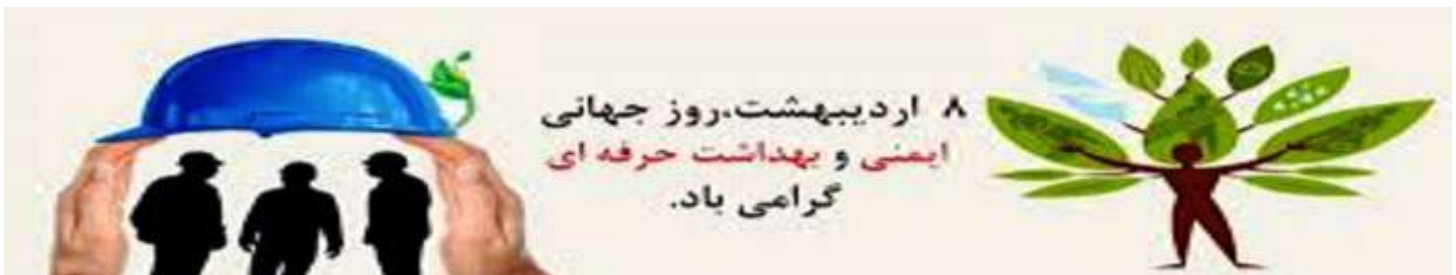 ۸ اردیبهشت،روز جهانی
ایمنی و بهداشت حرفه ای
گرامی باد.